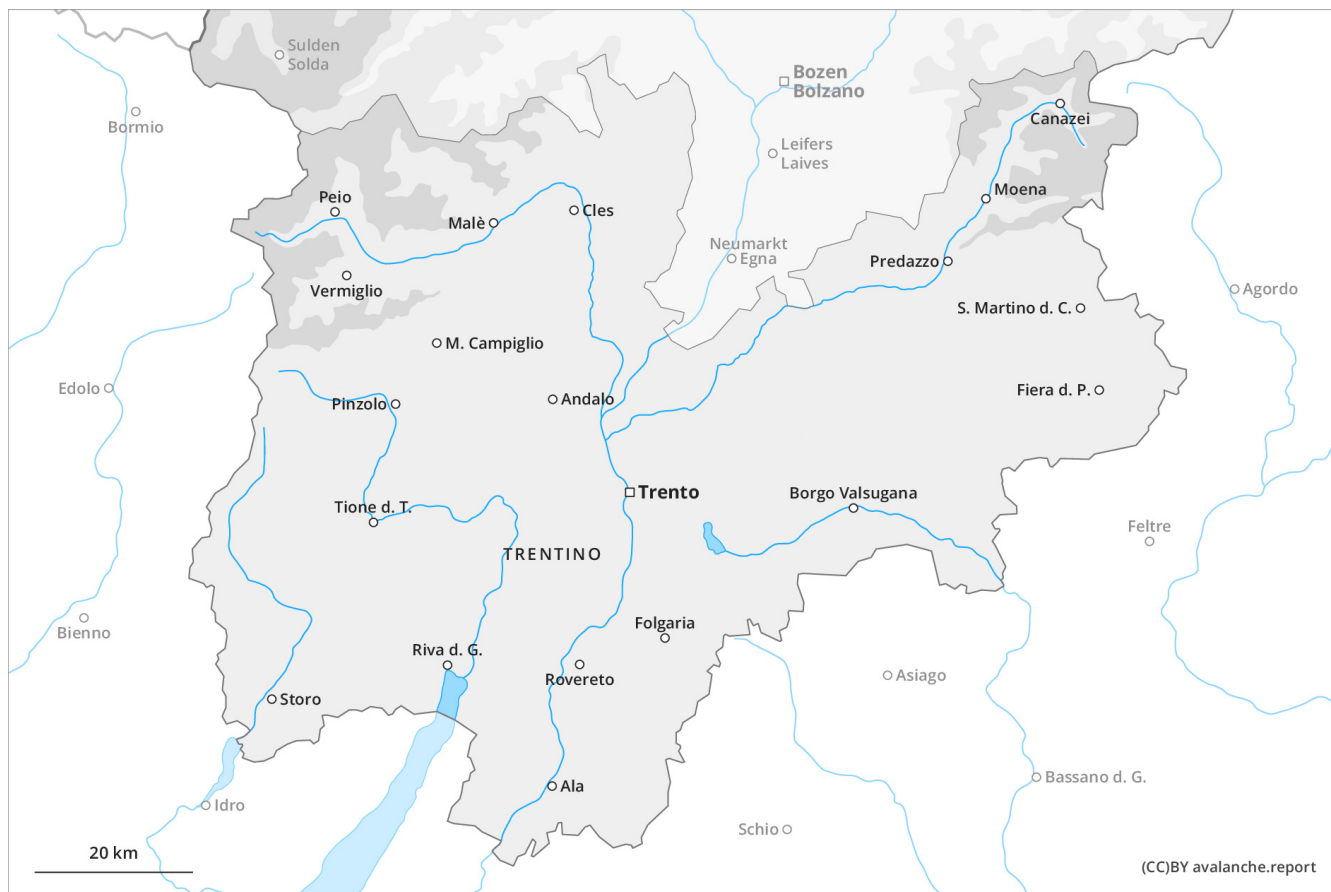 Sulden
Solda
Bozen
Bolzano
Bormio
Canazei
Leifers
Laives
Peio
Moena
Malè
Cles
Neumarkt
Egna
Predazzo
Vermiglio
Agordo
S. Martino d. C.
M. Campiglio
Edolo
Andalo
Fiera d. P.
Pinzolo
Trento
Borgo Valsugana
Tione d. T.
Feltre
TRENTINO
Bienno
Folgaria
Riva d. G.
Rovereto
Asiago
Storo
Bassano d. G.
Ala
Idro
Schio
20 km
(CC)BY avalanche.report